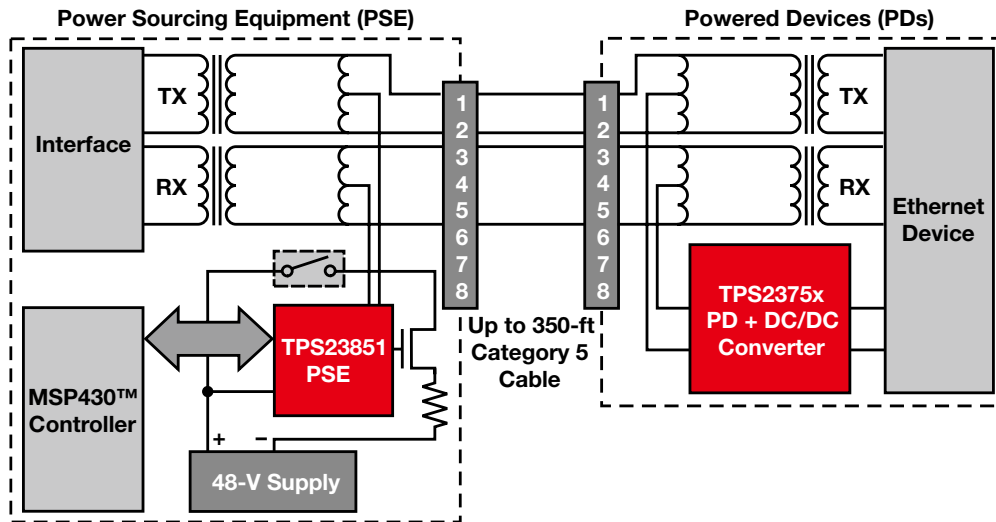 Power Sourcing Equipment (PSE)
Powered Devices (PDs)
Interface
TX
RX
1
2
3
4
5
6
7
8
1
2
3
4
5
6
7
8
TX
RX
Ethernet
Device
MSP430™
Controller
TPS23851
PSE
+
–
48-V Supply
Up to 350-ft
Category 5
Cable
TPS2375x
PD + DC/DC
Converter